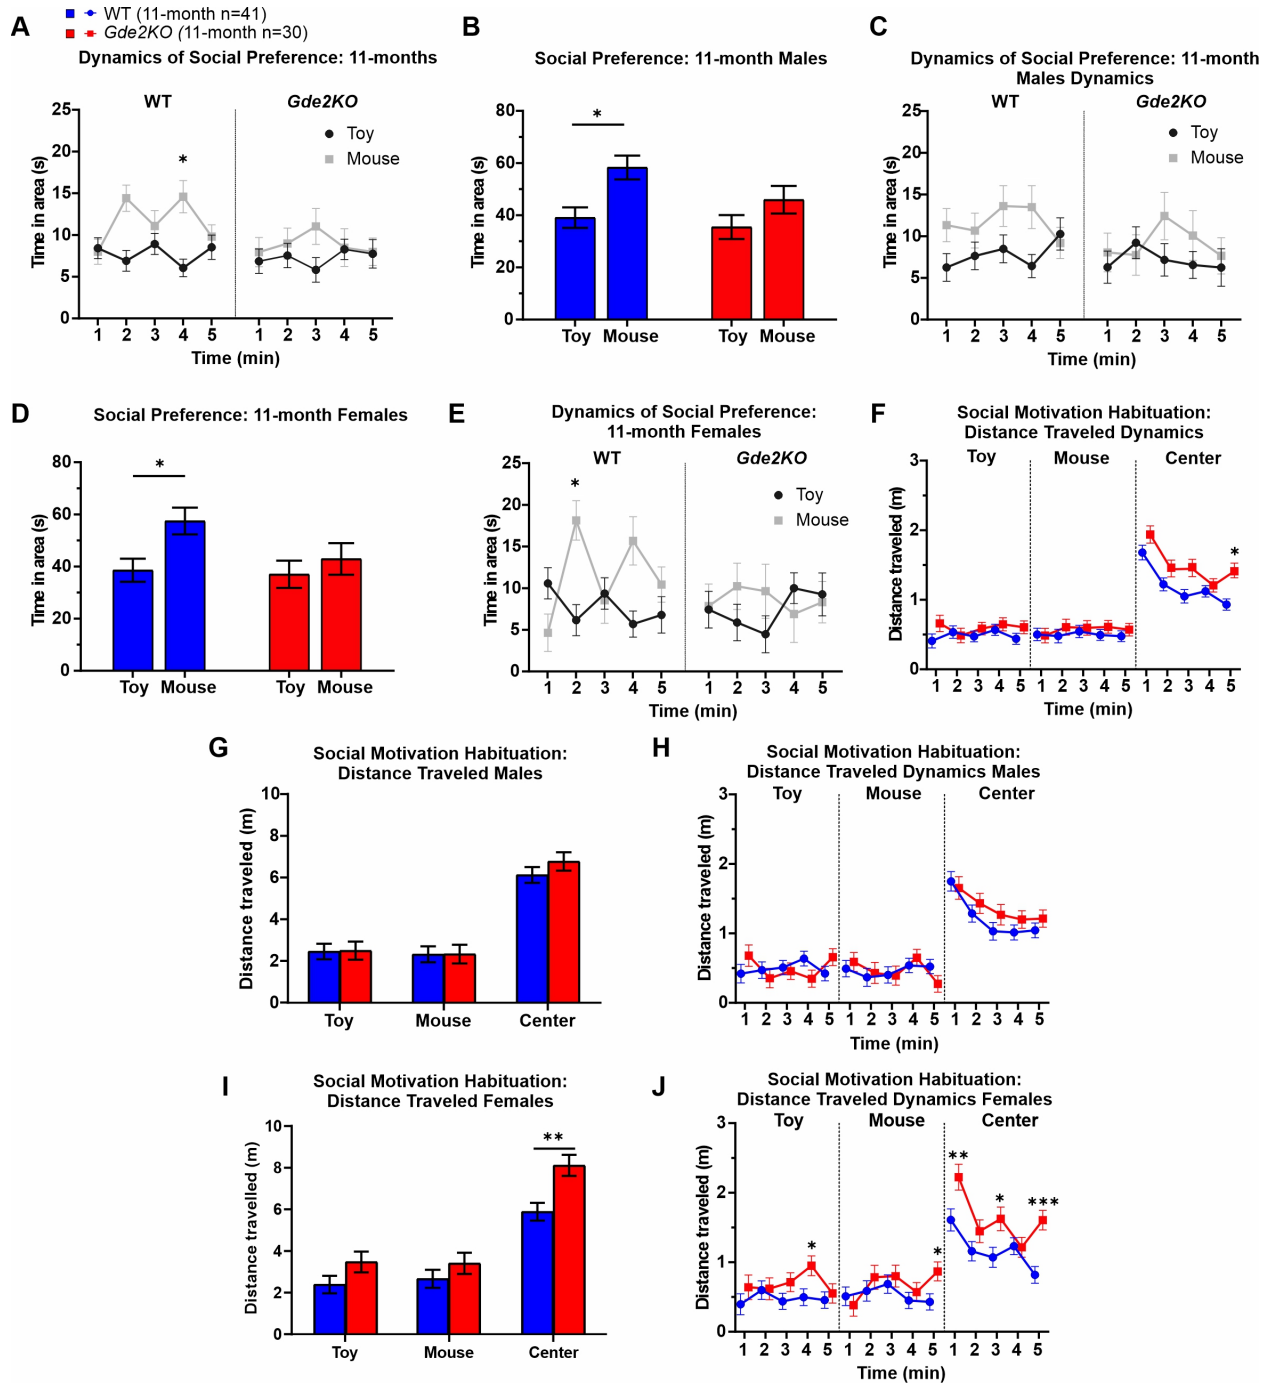 WT (11-month n=41)
Gde2KO (11-month n=30)
A
Dynamics of Social Preference: 11-months
WT
Gde2KO
Toy
Mouse
*
Time in area (s)
25
20
15
10
5
0
1 2 3 4 5 1 2 3 4 5
Time (min)
B
Social Preference: 11-month Males
*
Time in area (s)
80
60
40
20
0
Toy Mouse Toy Mouse
C
Dynamics of Social Preference: 11-month
Males Dynamics
WT
Gde2KO
Toy
Mouse
Time in area (s)
25
20
15
10
5
0
1 2 3 4 5 1 2 3 4 5
Time (min)
D
Social Preference: 11-month Females
*
Time in area (s)
80
60
40
20
0
Toy Mouse Toy Mouse
E
Dynamics of Social Preference:
11-month Females
WT
Gde2KO
Toy
Mouse
*
Time in area (s)
25
20
15
10
5
0
1 2 3 4 5 1 2 3 4 5
Time (min)
F
Social Motivation Habituation:
Distance Traveled Dynamics
Toy Mouse Center
*
Distance traveled (m)
3
2
1
0
1 2 3 4 5 1 2 3 4 5 1 2 3 4 5
Time (min)
G
Social Motivation Habituation:
Distance Traveled Males
Distance traveled (m)
10
8
6
4
2
0
Toy Mouse Center
H
Social Motivation Habituation:
Distance Traveled Dynamics Males
Toy Mouse Center
Distance traveled (m)
3
2
1
0
1 2 3 4 5 1 2 3 4 5 1 2 3 4 5
Time (min)
I
Social Motivation Habituation:
Distance Traveled Females
**
Distance travelled (m)
10
8
6
4
2
0
Toy Mouse Center
J
Social Motivation Habituation:
Distance Traveled Dynamics Females
Toy Mouse Center
** * ***
* *
Distance traveled (m)
3
2
1
0
1 2 3 4 5 1 2 3 4 5 1 2 3 4 5
Time (min)